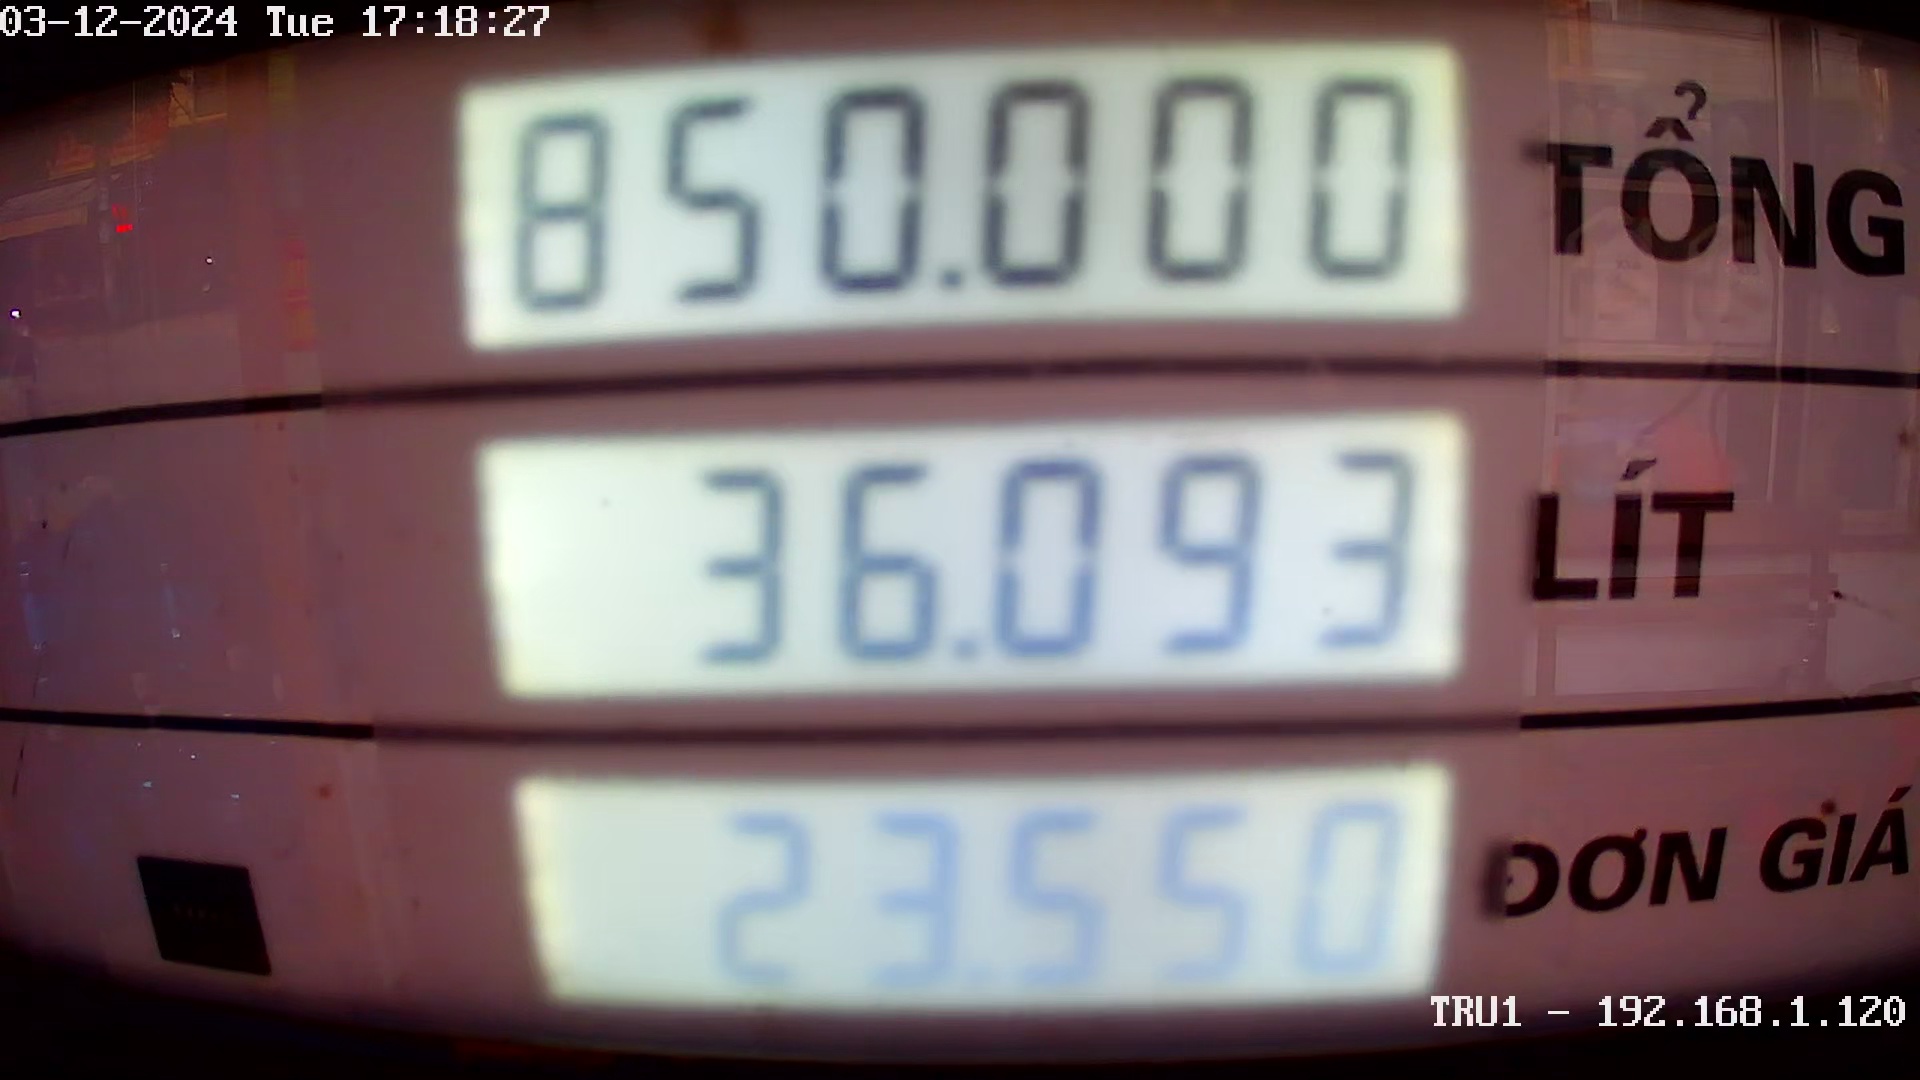 03-12-2024 Tue 17:18:27
850.000 TỔNG
36.093 LÍT
23.550 ĐƠN GIÁ
TRU1 - 192.168.1.120